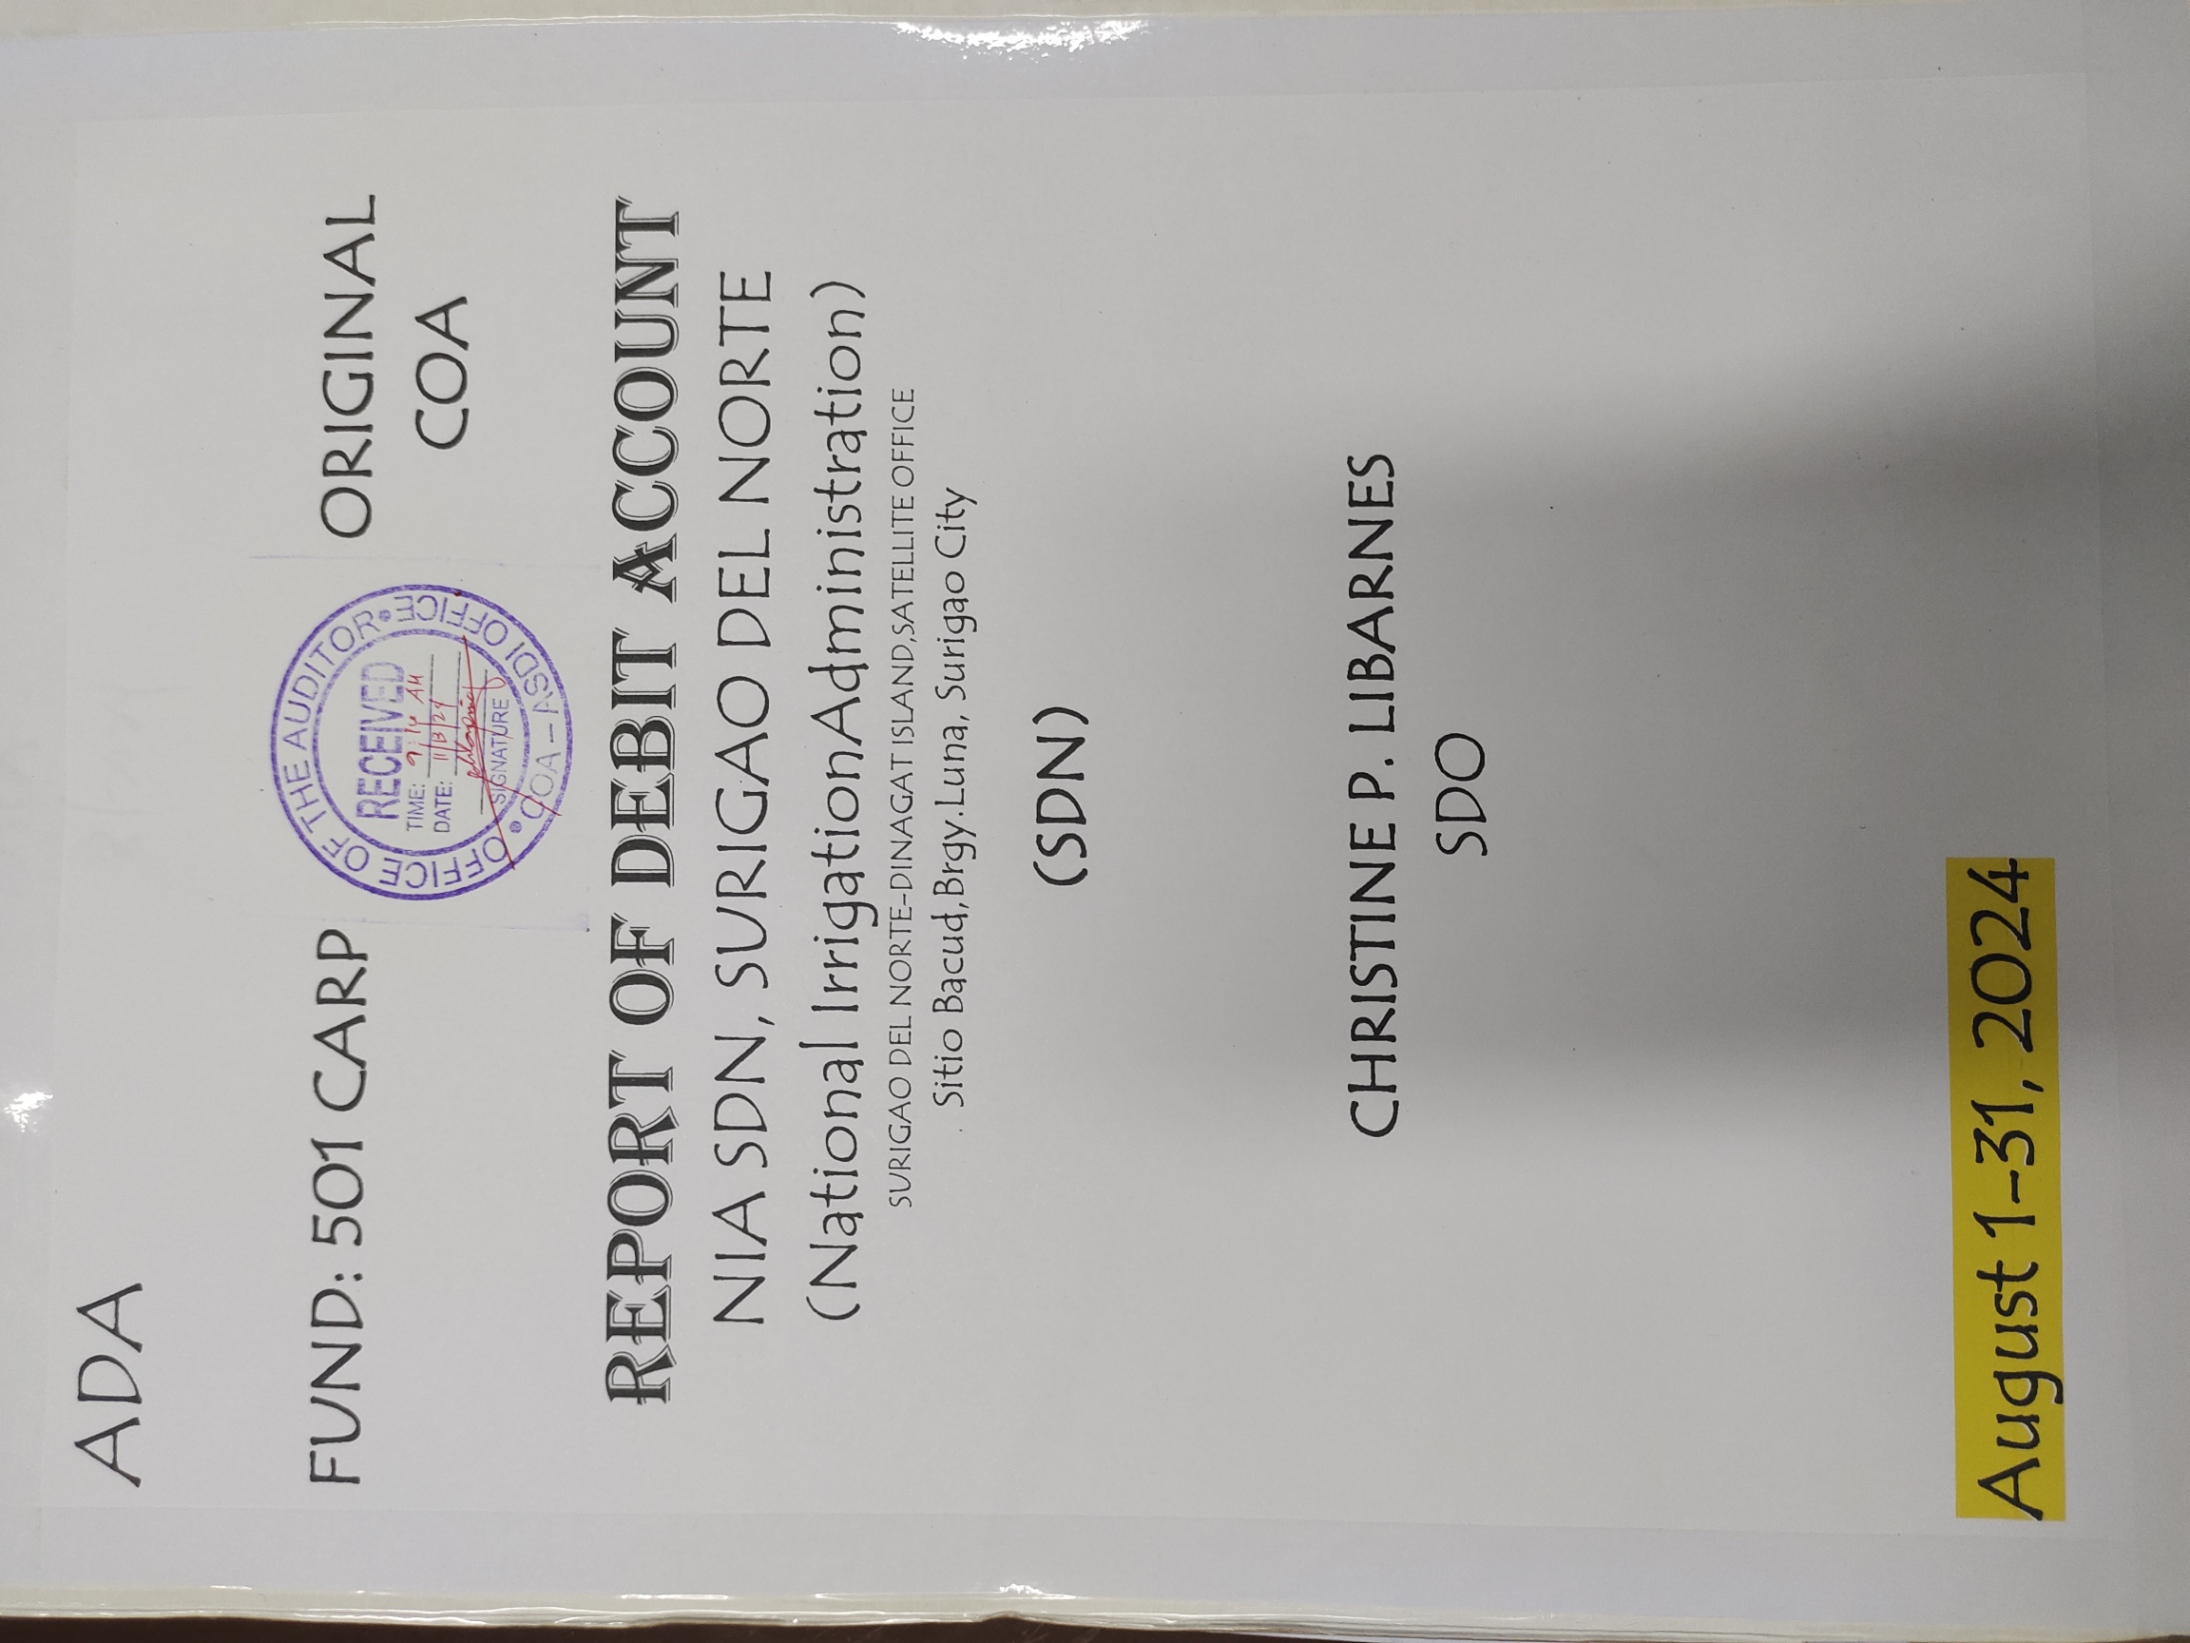 ADA
FUND: 501 CARP
OFFICE OF THE AUDITOR
RECEIVED
TIME: 9:14 AM
DATE: 11/13/24
SIGNATURE
COA – ASDI OFFICE
ORIGINAL
COA
REPORT OF DEBIT ACCOUNT
NIA SDN, SURIGAO DEL NORTE
(National IrrigationAdministration)
SURIGAO DEL NORTE-DINAGAT ISLAND,SATELLITE OFFICE
Sitio Bacud,Brgy.Luna, Surigao City
(SDN)
CHRISTINE P. LIBARNES
SDO
August 1-31, 2024